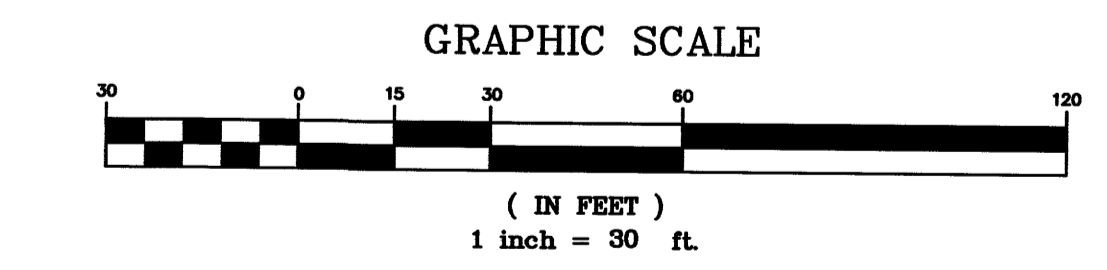 GRAPHIC SCALE
30 0 15 30 60 120
( IN FEET )
1 inch = 30 ft.